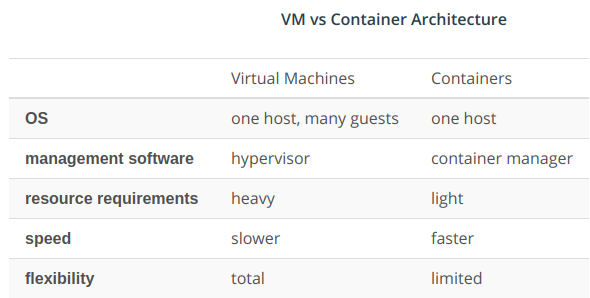 VM vs Container Architecture
Virtual Machines Containers
OS one host, many guests one host
management software hypervisor container manager
resource requirements heavy light
speed slower faster
flexibility total limited